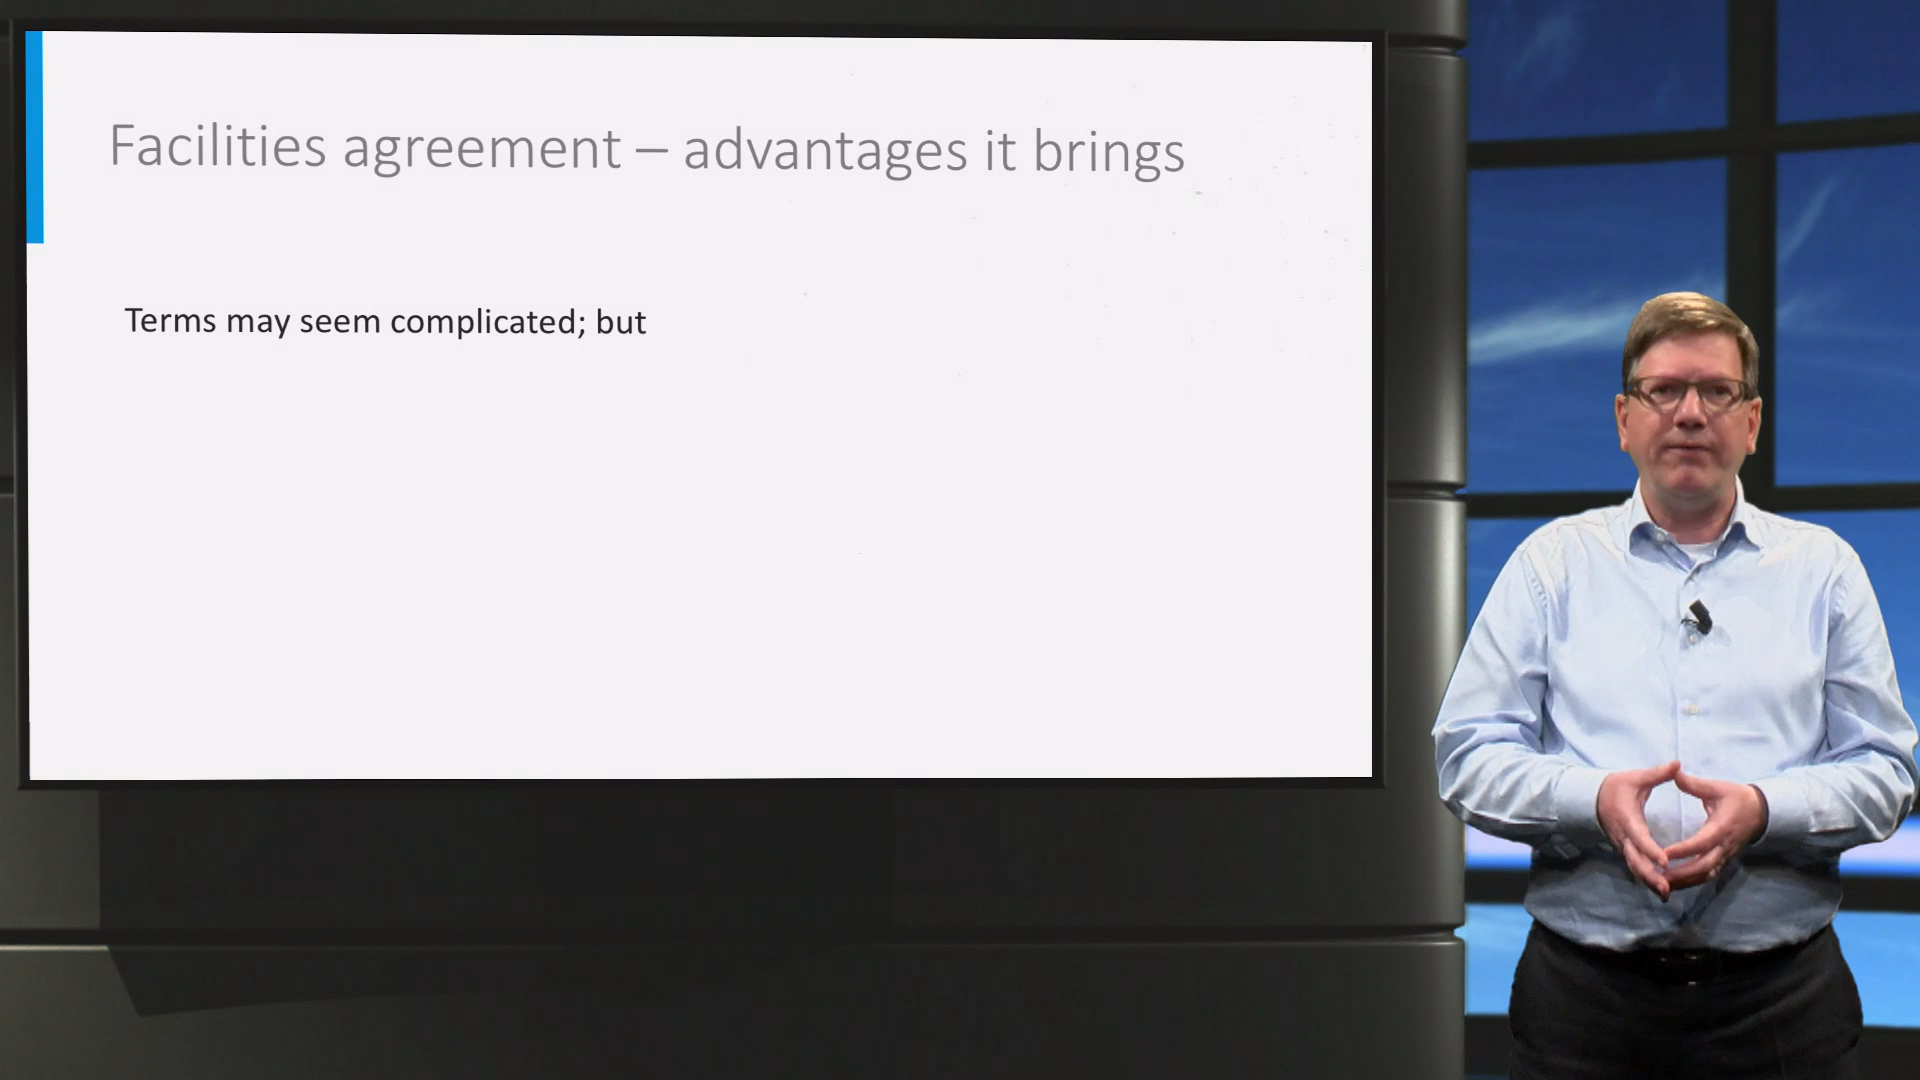 Facilities agreement – advantages it brings
Terms may seem complicated; but